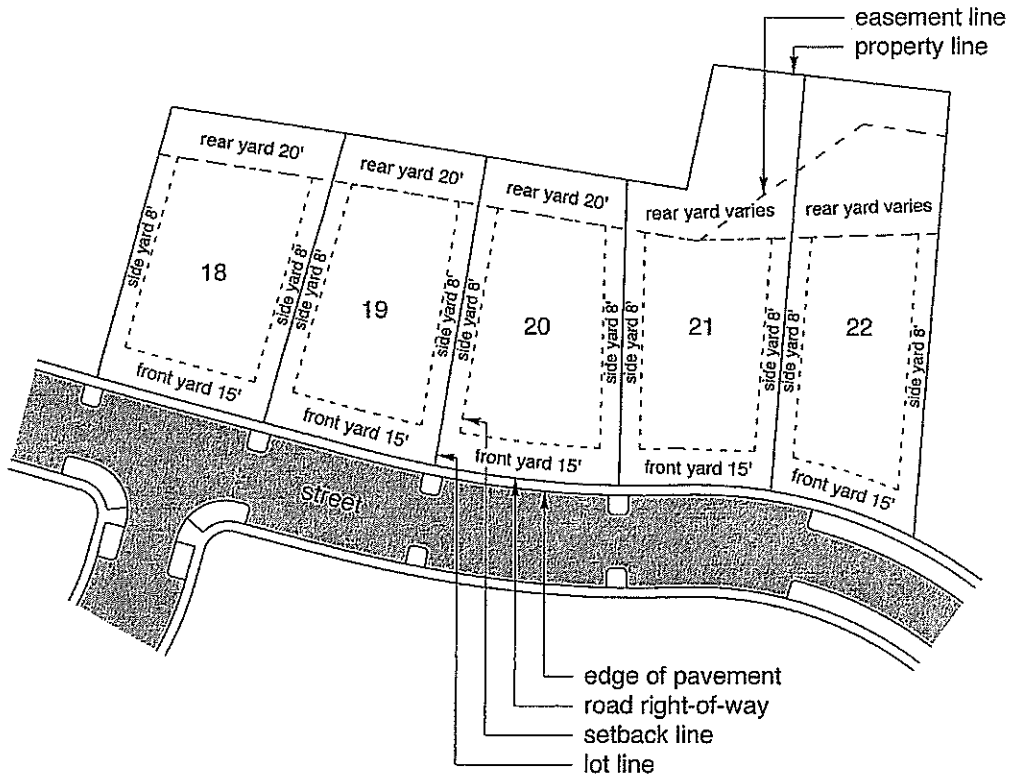 easement line
property line
rear yard 20'
rear yard 20'
rear yard 20'
rear yard varies
rear yard varies
side yard 8'
18
side yard 8'
side yard 8'
19
side yard 8'
side yard 8'
20
side yard 8'
side yard 8'
21
side yard 8'
side yard 8'
22
side yard 8'
front yard 15'
front yard 15'
front yard 15'
front yard 15'
front yard 15'
street
edge of pavement
road right-of-way
setback line
lot line